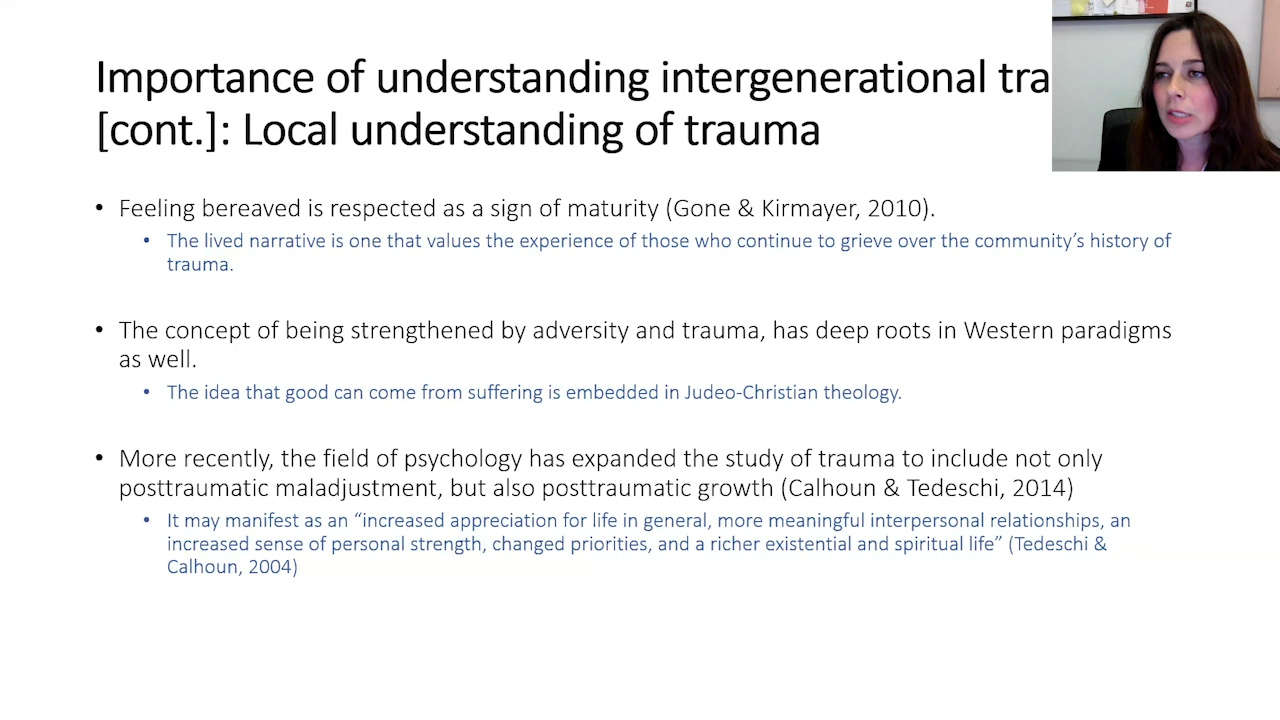 Importance of understanding intergenerational tra
[cont.]: Local understanding of trauma
• Feeling bereaved is respected as a sign of maturity (Gone & Kirmayer, 2010).
• The lived narrative is one that values the experience of those who continue to grieve over the community’s history of
trauma.
• The concept of being strengthened by adversity and trauma, has deep roots in Western paradigms
as well.
• The idea that good can come from suffering is embedded in Judeo-Christian theology.
• More recently, the field of psychology has expanded the study of trauma to include not only
posttraumatic maladjustment, but also posttraumatic growth (Calhoun & Tedeschi, 2014)
• It may manifest as an “increased appreciation for life in general, more meaningful interpersonal relationships, an
increased sense of personal strength, changed priorities, and a richer existential and spiritual life” (Tedeschi &
Calhoun, 2004)